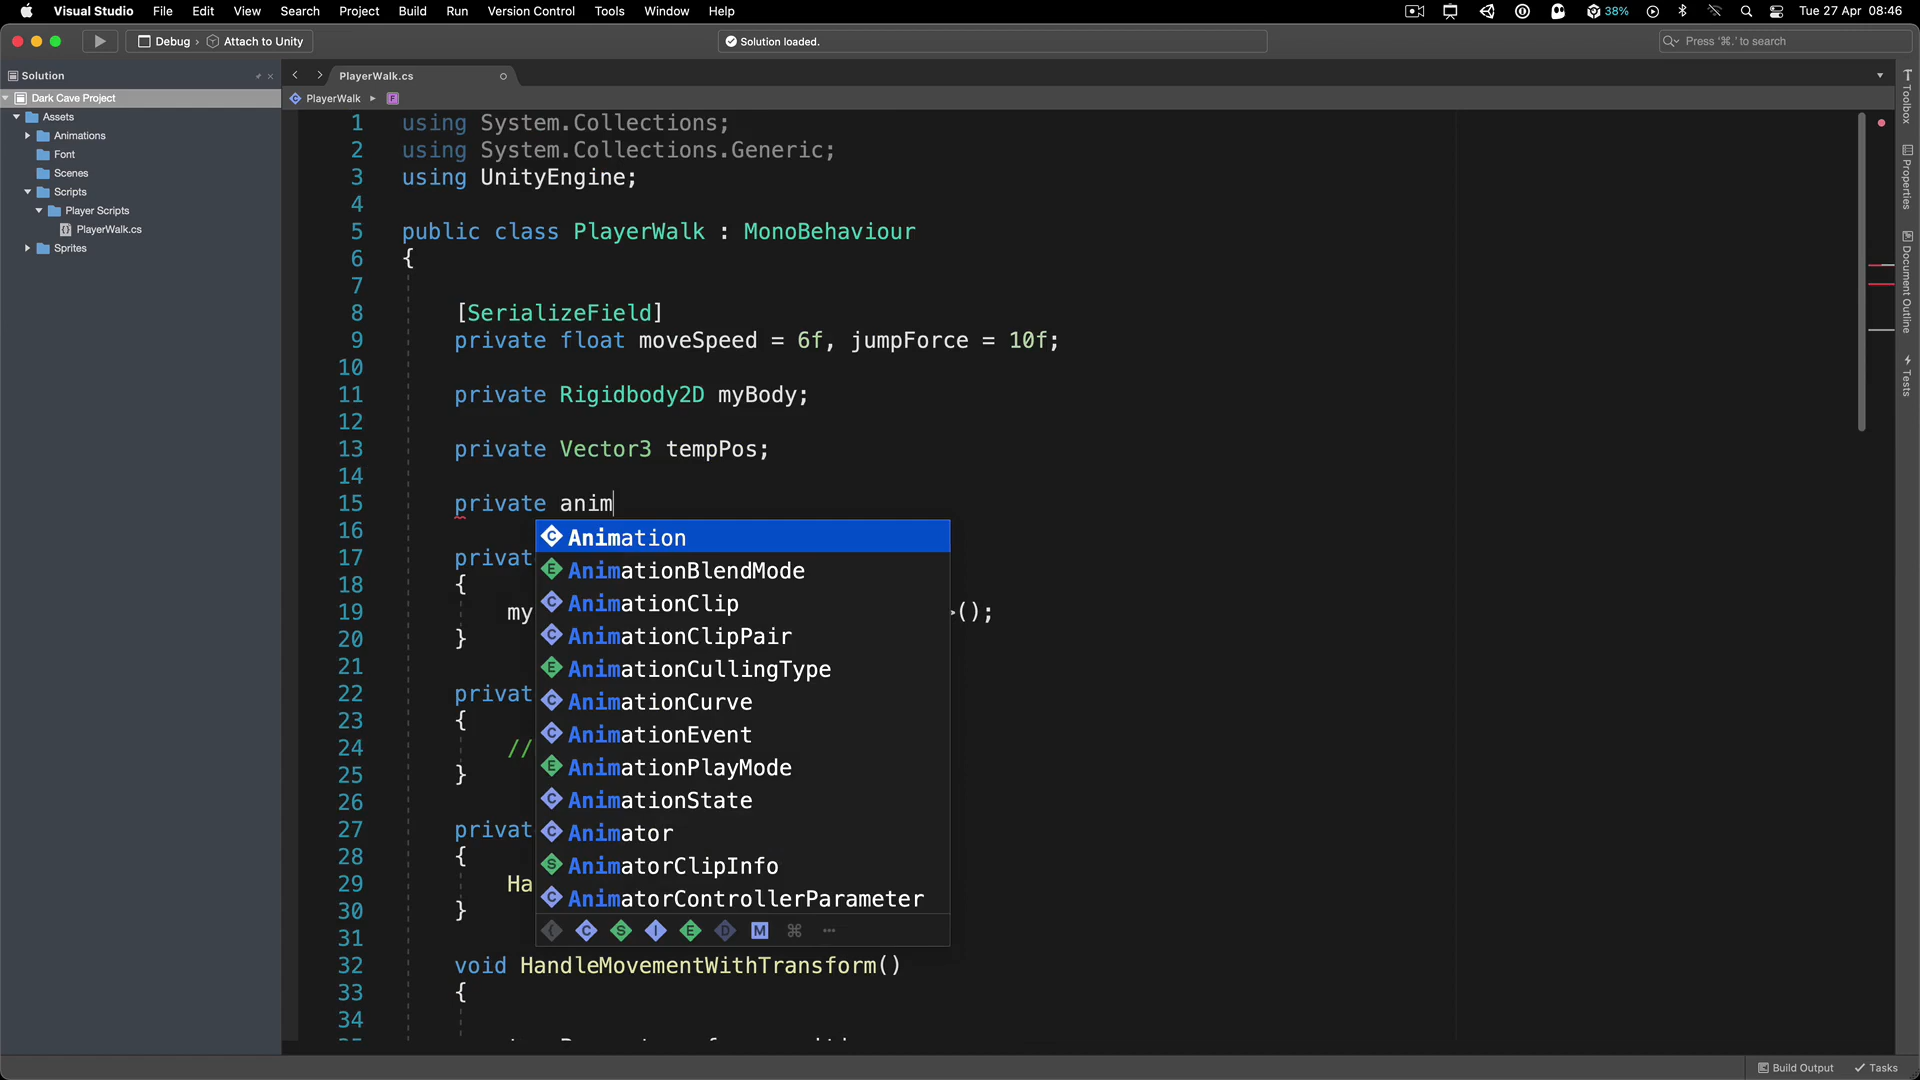 Visual Studio File Edit View Search Project Build Run Version Control Tools Window Help 38% Tue 27 Apr 08:46
Debug › Attach to Unity Solution loaded. Press '⌘.' to search
Solution PlayerWalk.cs
Dark Cave Project PlayerWalk ▸ F
Assets
Animations
Font
Scenes
Scripts
Player Scripts
PlayerWalk.cs
Sprites
1 using System.Collections;
2 using System.Collections.Generic;
3 using UnityEngine;
4
5 public class PlayerWalk : MonoBehaviour
6 {
7
8 [SerializeField]
9 private float moveSpeed = 6f, jumpForce = 10f;
10
11 private Rigidbody2D myBody;
12
13 private Vector3 tempPos;
14
15 private anim
16
17 privat
18 {
19 my >();
20 }
21
22 privat
23 {
24 //
25 }
26
27 privat
28 {
29 Ha
30 }
31
32 void HandleMovementWithTransform()
33 {
34
C Animation
E AnimationBlendMode
C AnimationClip
C AnimationClipPair
E AnimationCullingType
C AnimationCurve
C AnimationEvent
E AnimationPlayMode
C AnimationState
C Animator
S AnimatorClipInfo
C AnimatorControllerParameter
C S I E D M ⌘ ···
Toolbox
Properties
Document Outline
Tests
Build Output Tasks